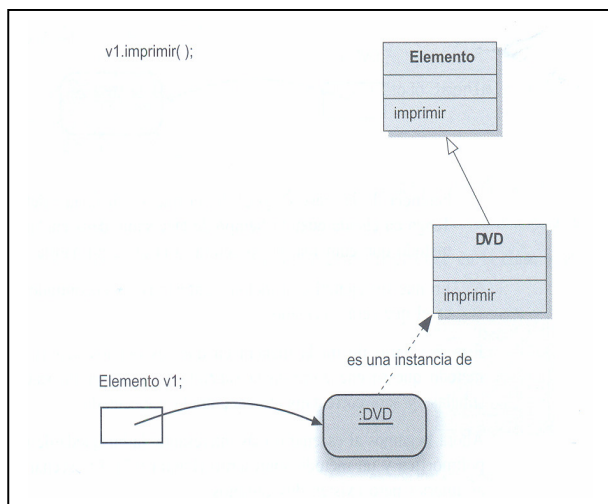 v1.imprimir( );
Elemento
imprimir
DVD
imprimir
es una instancia de
Elemento v1;
:DVD